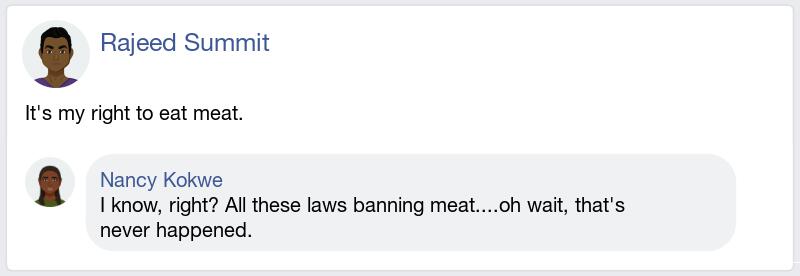 Rajeed Summit
It's my right to eat meat.
Nancy Kokwe
I know, right? All these laws banning meat....oh wait, that's
never happened.